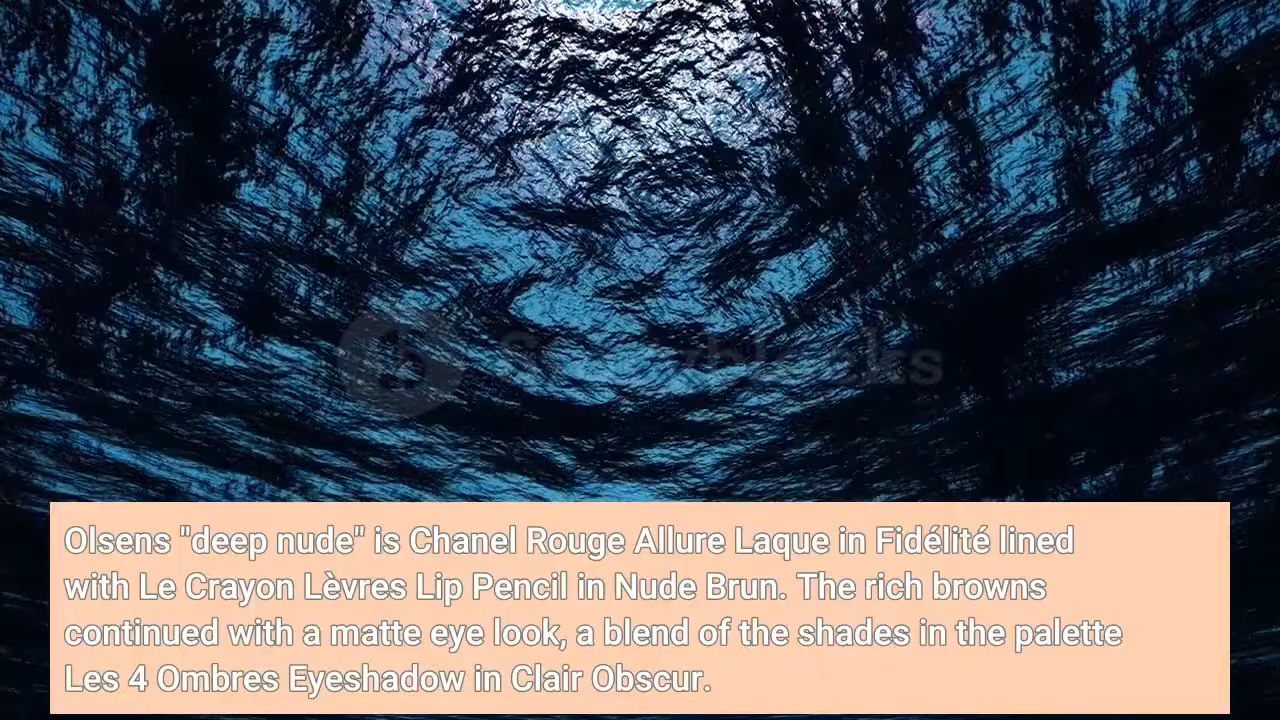 Storyblocks
Olsens "deep nude" is Chanel Rouge Allure Laque in Fidélité lined
with Le Crayon Lèvres Lip Pencil in Nude Brun. The rich browns
continued with a matte eye look, a blend of the shades in the palette
Les 4 Ombres Eyeshadow in Clair Obscur.